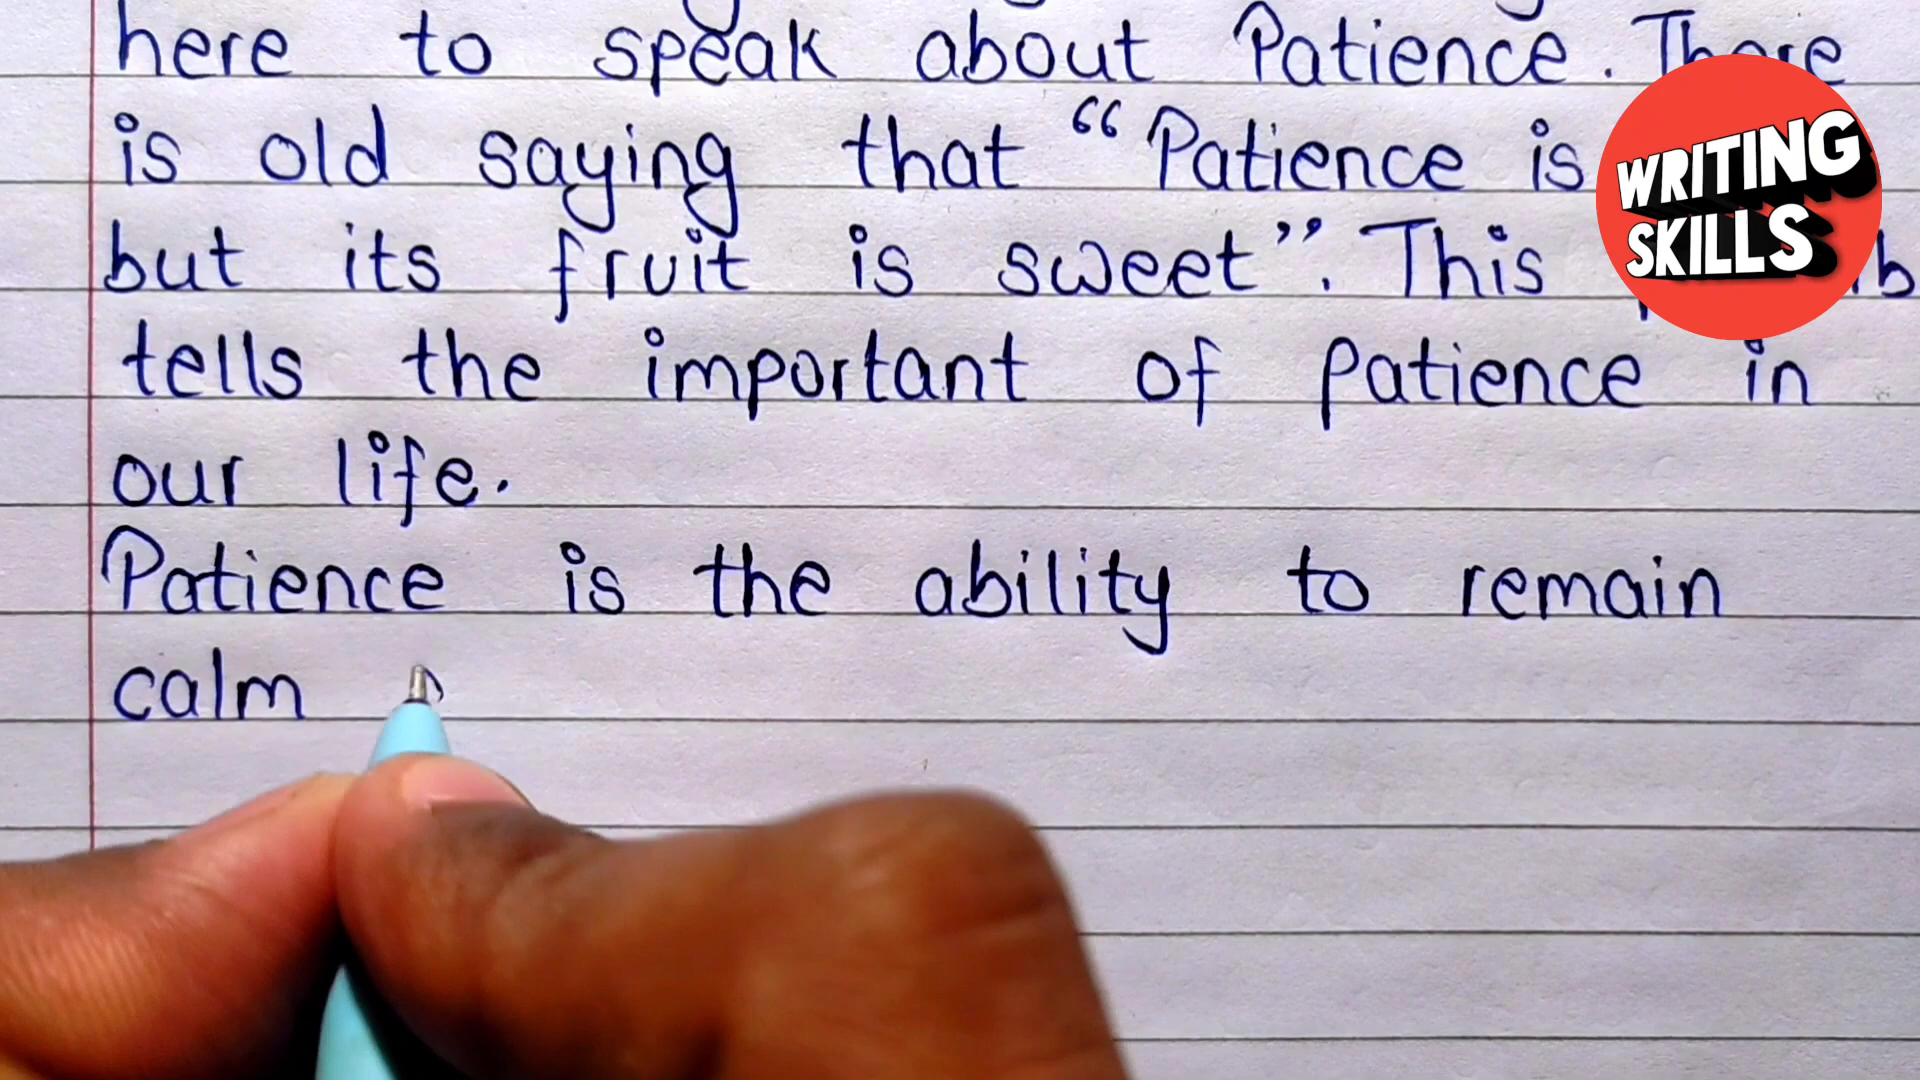 here to speak about Patience. There
is old saying that “Patience is
but its fruit is sweet”. This
tells the important of patience in
our life.
Patience is the ability to remain
calm
WRITING
SKILLS